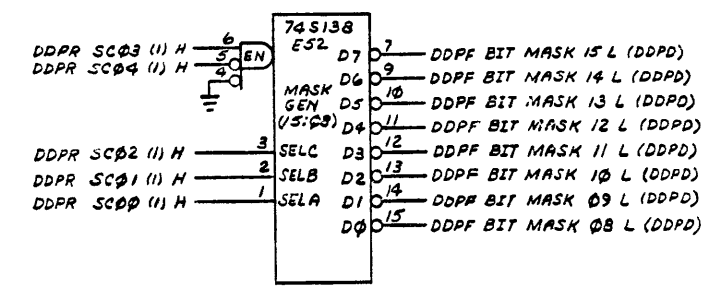 74S138
E52
DDPR SCØ3 (1) H 6
DDPR SCØ4 (1) H 5
4
EN
MASK
GEN
(15:Ø8)
DDPR SCØ2 (1) H 3 SELC
DDPR SCØ1 (1) H 2 SELB
DDPR SCØØ (1) H 1 SELA
D7 7 DDPF BIT MASK 15 L (DDPD)
D6 9 DDPF BIT MASK 14 L (DDPD)
D5 1Ø DDPF BIT MASK 13 L (DDPD)
D4 11 DDPF BIT MASK 12 L (DDPD)
D3 12 DDPF BIT MASK 11 L (DDPD)
D2 13 DDPF BIT MASK 1Ø L (DDPD)
D1 14 DDPF BIT MASK Ø9 L (DDPD)
DØ 15 DDPF BIT MASK Ø8 L (DDPD)